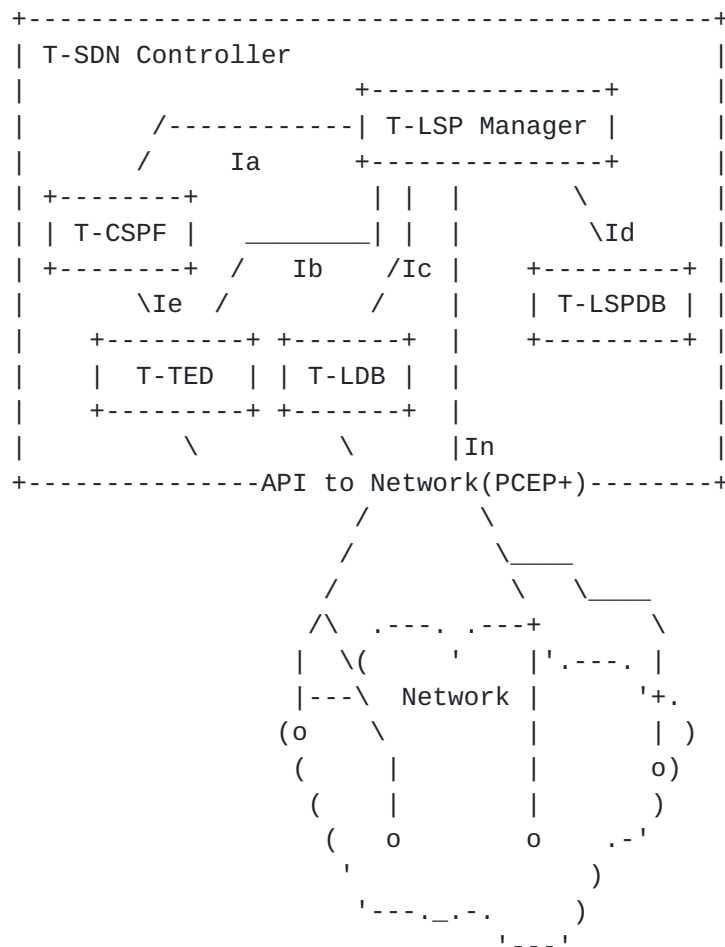 T-SDN Controller
T-LSP Manager
Ia
T-CSPF
Id
Ib Ic
Ie T-LSPDB
T-TED T-LDB
In
API to Network(PCEP+)
Network
(o
o)
( o o